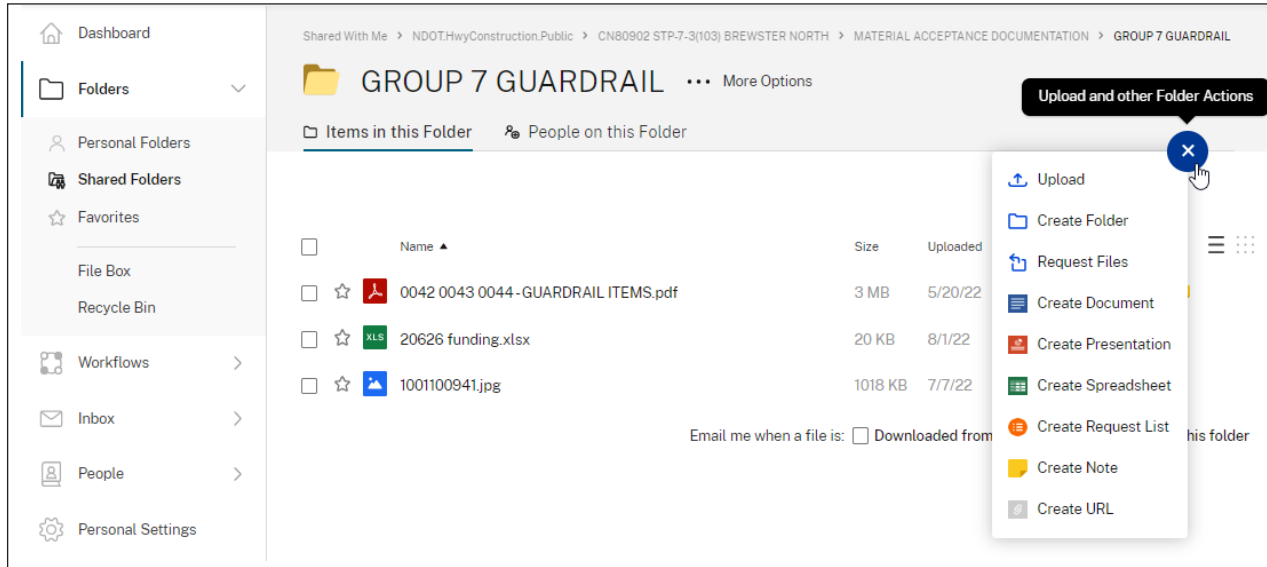 Dashboard
Folders
Personal Folders
Shared Folders
Favorites
File Box
Recycle Bin
Workflows
Inbox
People
Personal Settings
Shared With Me > NDOT.HwyConstruction.Public > CN80902 STP-7-3(103) BREWSTER NORTH > MATERIAL ACCEPTANCE DOCUMENTATION > GROUP 7 GUARDRAIL
GROUP 7 GUARDRAIL ••• More Options
Upload and other Folder Actions
Items in this Folder People on this Folder
Name ▲ Size Uploaded
0042 0043 0044 - GUARDRAIL ITEMS.pdf 3 MB 5/20/22
XLS 20626 funding.xlsx 20 KB 8/1/22
1001100941.jpg 1018 KB 7/7/22
Email me when a file is: Downloaded from his folder
Upload
Create Folder
Request Files
Create Document
Create Presentation
Create Spreadsheet
Create Request List
Create Note
Create URL